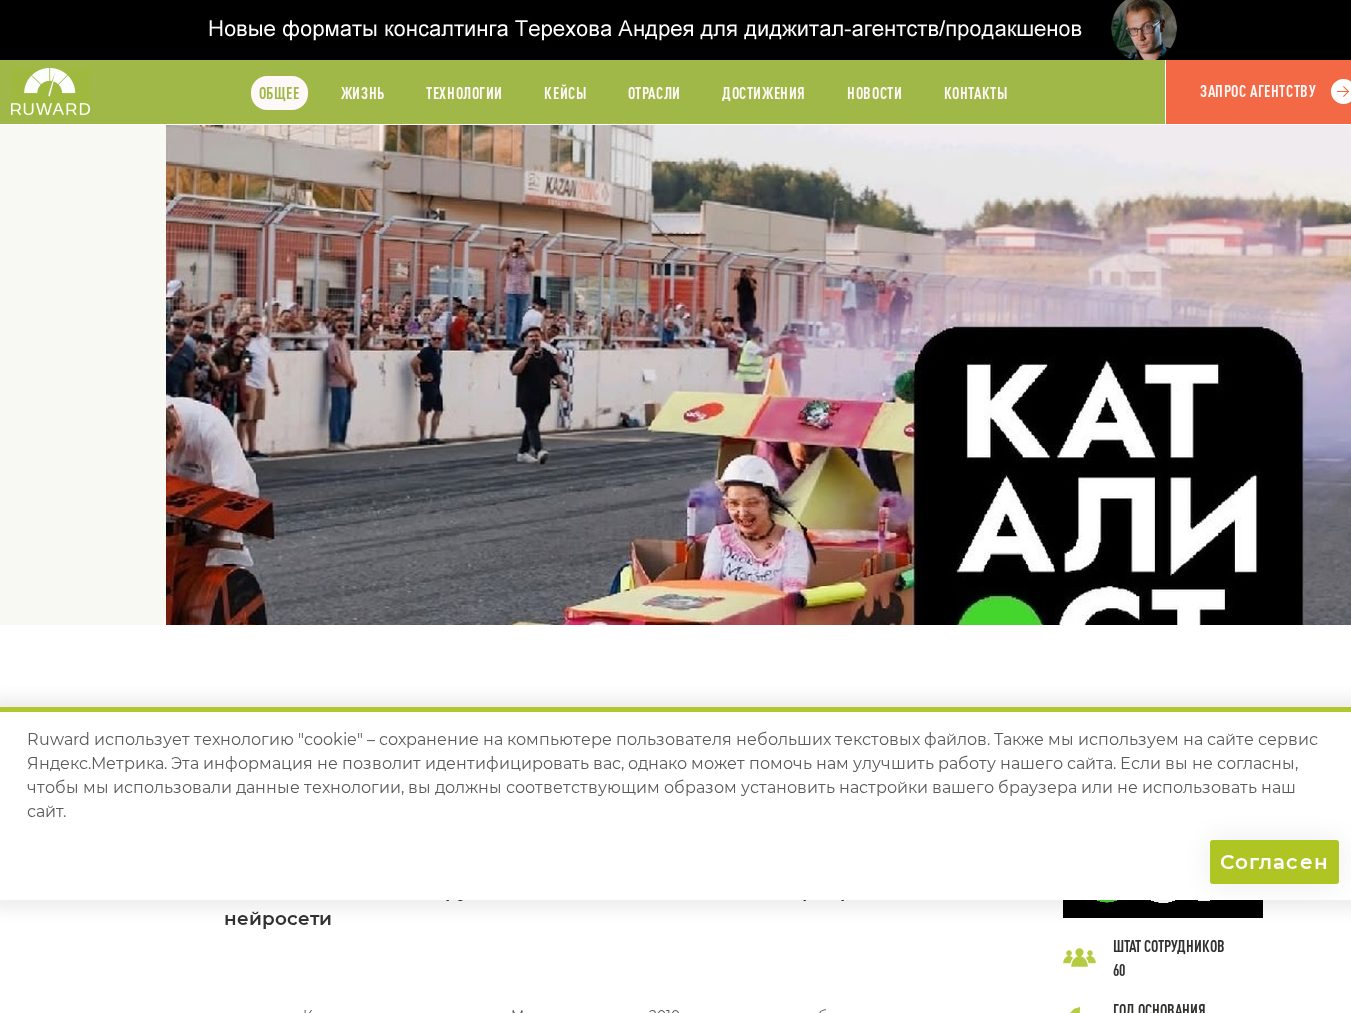 Новые форматы консалтинга Терехова Андрея для диджитал-агентств/продакшенов
RUWARD
ОБЩЕЕ ЖИЗНЬ ТЕХНОЛОГИИ КЕЙСЫ ОТРАСЛИ ДОСТИЖЕНИЯ НОВОСТИ КОНТАКТЫ
ЗАПРОС АГЕНТСТВУ
KAZAN
КАТ
АЛИ
СТ
Ruward использует технологию "cookie" – сохранение на компьютере пользователя небольших текстовых файлов. Также мы используем на сайте сервис
Яндекс.Метрика. Эта информация не позволит идентифицировать вас, однако может помочь нам улучшить работу нашего сайта. Если вы не согласны,
чтобы мы использовали данные технологии, вы должны соответствующим образом установить настройки вашего браузера или не использовать наш
сайт.
Согласен
нейросети
ШТАТ СОТРУДНИКОВ
60
ГОД ОСНОВАНИЯ